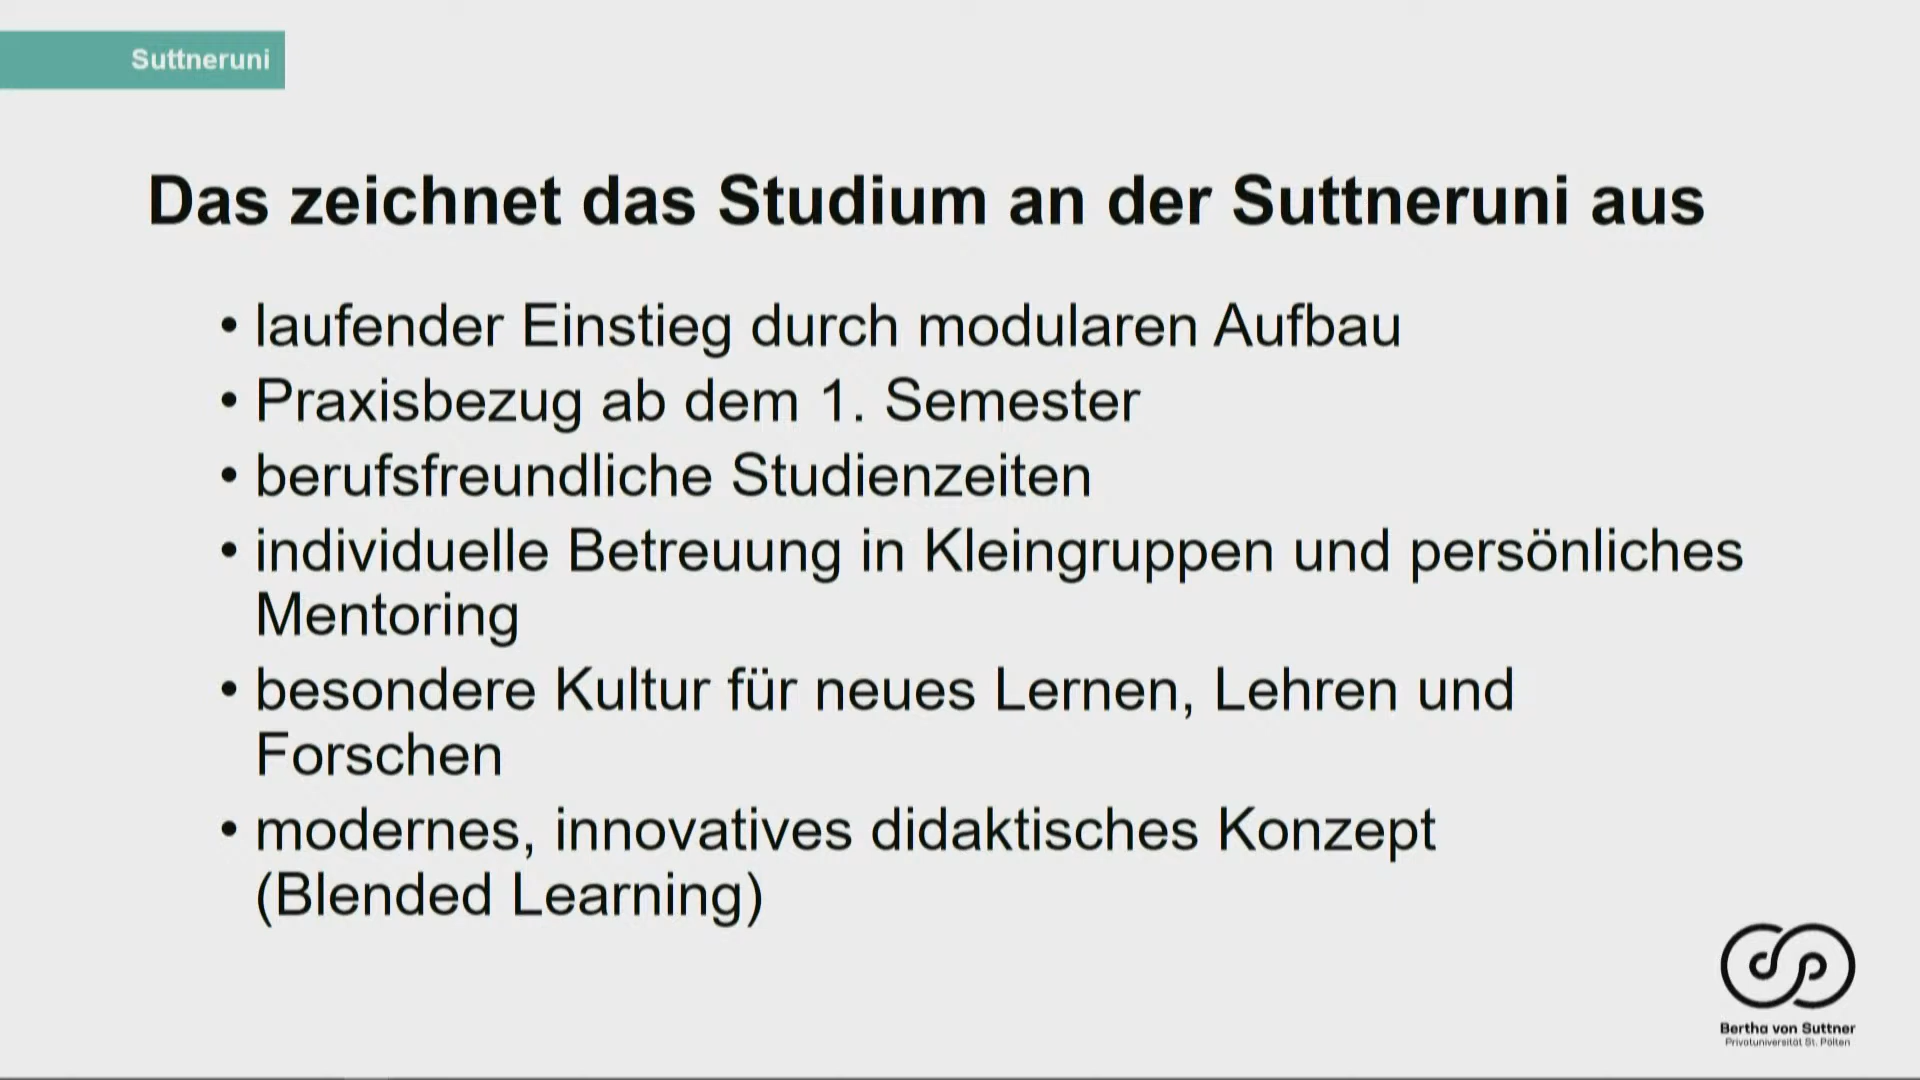 Suttneruni
Das zeichnet das Studium an der Suttneruni aus
• laufender Einstieg durch modularen Aufbau
• Praxisbezug ab dem 1. Semester
• berufsfreundliche Studienzeiten
• individuelle Betreuung in Kleingruppen und persönliches
Mentoring
• besondere Kultur für neues Lernen, Lehren und
Forschen
• modernes, innovatives didaktisches Konzept
(Blended Learning)
Bertha von Suttner
Privatuniversität St. Pölten